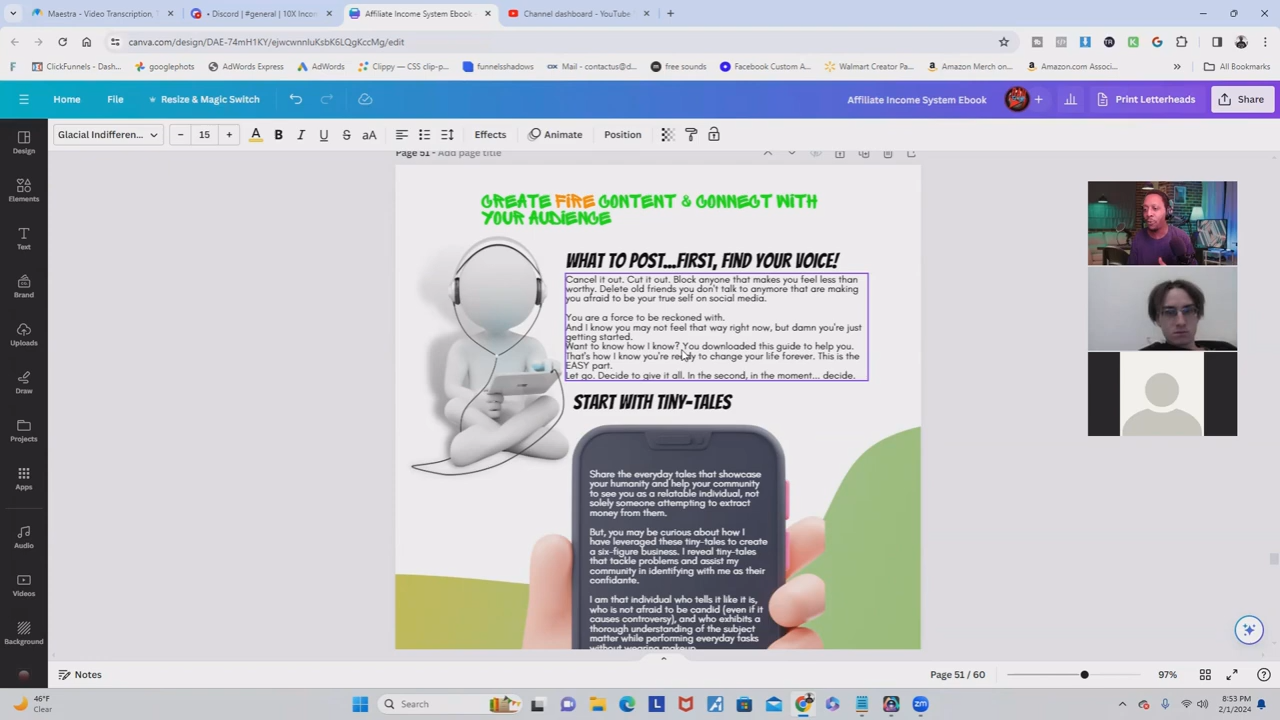 Maestra - Video Transcription,
• Discord | #general | 10X Incon
Affiliate Income System Ebook
Channel dashboard - YouTube
canva.com/design/DAE-74mH1KY/ejwcwnnIuKsbK6LQgKccMg/edit
ClickFunnels - Dash...
googlephots
AdWords Express
AdWords
Clippy — CSS clip-p...
funnelsshadows
Mail - contactus@d...
free sounds
Facebook Custom A...
Walmart Creator Pa...
Amazon Merch on...
Amazon.com Associ...
All Bookmarks
Home
File
Resize & Magic Switch
Affiliate Income System Ebook
Print Letterheads
Share
Glacial Indifferen...
15
B I U S aA
Effects
Animate
Position
Design
Elements
Text
Brand
Uploads
Draw
Projects
Apps
Audio
Videos
Background
Page 51 - Add page title
CREATE FIRE CONTENT & CONNECT WITH
YOUR AUDIENCE
WHAT TO POST...FIRST, FIND YOUR VOICE!
Cancel it out. Cut it out. Block anyone that makes you feel less than
worthy. Delete old friends you don't talk to anymore that are making
you afraid to be your true self on social media.
You are a force to be reckoned with.
And I know you may not feel that way right now, but damn you're just
getting started.
Want to know how I know? You downloaded this guide to help you.
That's how I know you're ready to change your life forever. This is the
EASY part.
Let go. Decide to give it all. In the second, in the moment... decide.
START WITH TINY-TALES
Share the everyday tales that showcase
your humanity and help your community
to see you as a relatable individual, not
solely someone attempting to extract
money from them.
But, you may be curious about how I
have leveraged these tiny-tales to create
a six-figure business. I reveal tiny-tales
that tackle problems and assist my
community in identifying with me as their
confidante.
I am that individual who tells it like it is,
who is not afraid to be candid (even if it
causes controversy), and who exhibits a
thorough understanding of the subject
matter while performing everyday tasks
without wearing makeup.
Notes
Page 51 / 60
97%
46°F
Clear
Search
8:53 PM
2/1/2024